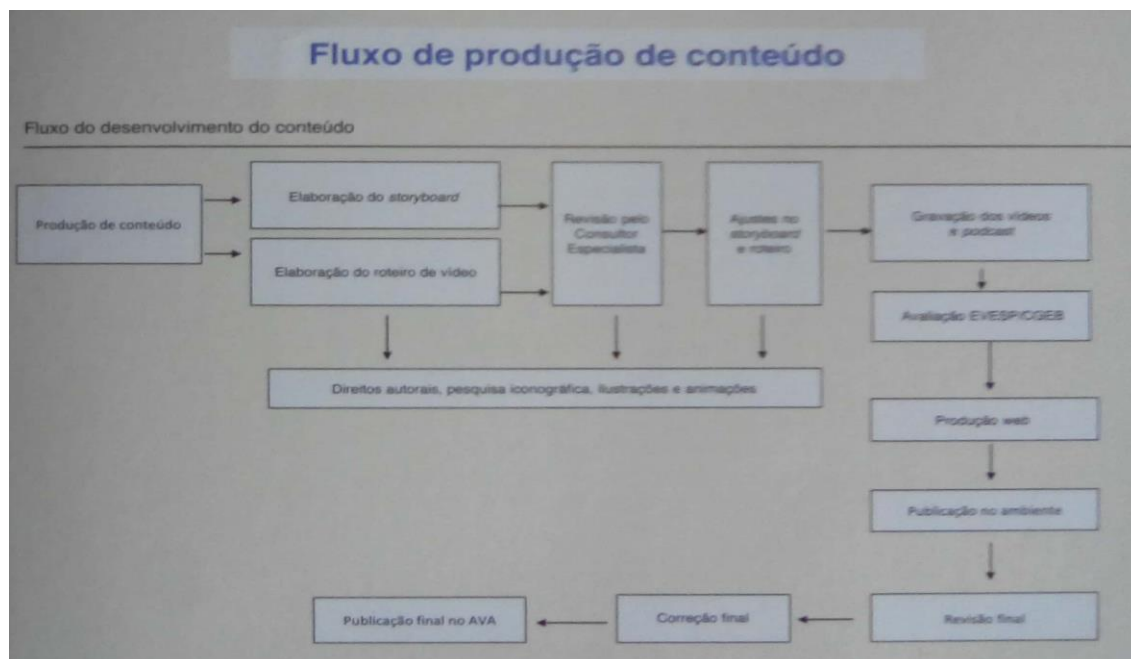 Fluxo de produção de conteúdo
Fluxo do desenvolvimento do conteúdo
Produção de conteúdo
Elaboração do storyboard
Elaboração do roteiro de vídeo
Revisão pelo
Consultor
Especialista
Ajustes no
storyboard
e roteiro
Gravação dos vídeos
e podcast
Avaliação EVESP/CGEB
Direitos autorais, pesquisa iconográfica, ilustrações e animações
Produção web
Publicação no ambiente
Revisão final
Correção final
Publicação final no AVA